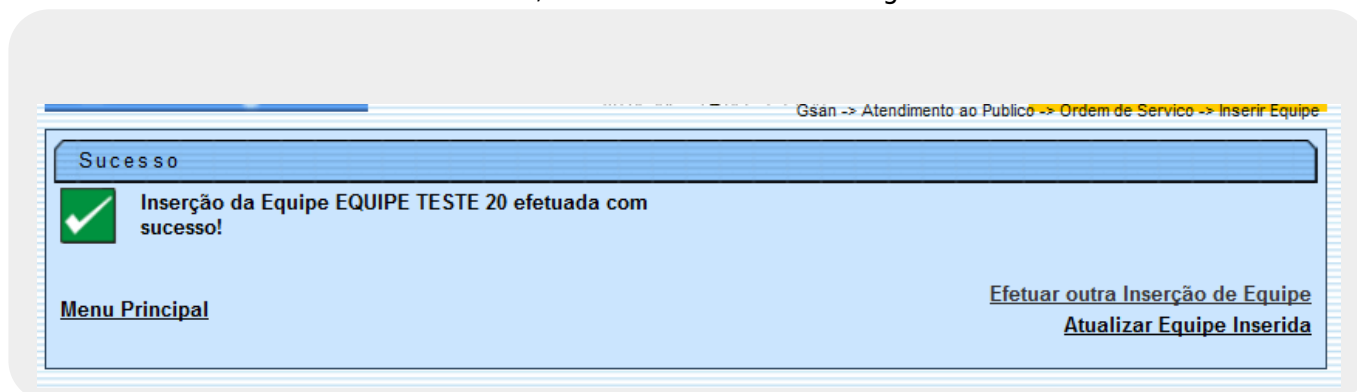 Gsan -> Atendimento ao Publico -> Ordem de Servico -> Inserir Equipe
Sucesso
Inserção da Equipe EQUIPE TESTE 20 efetuada com
sucesso!
Efetuar outra Inserção de Equipe
Menu Principal
Atualizar Equipe Inserida